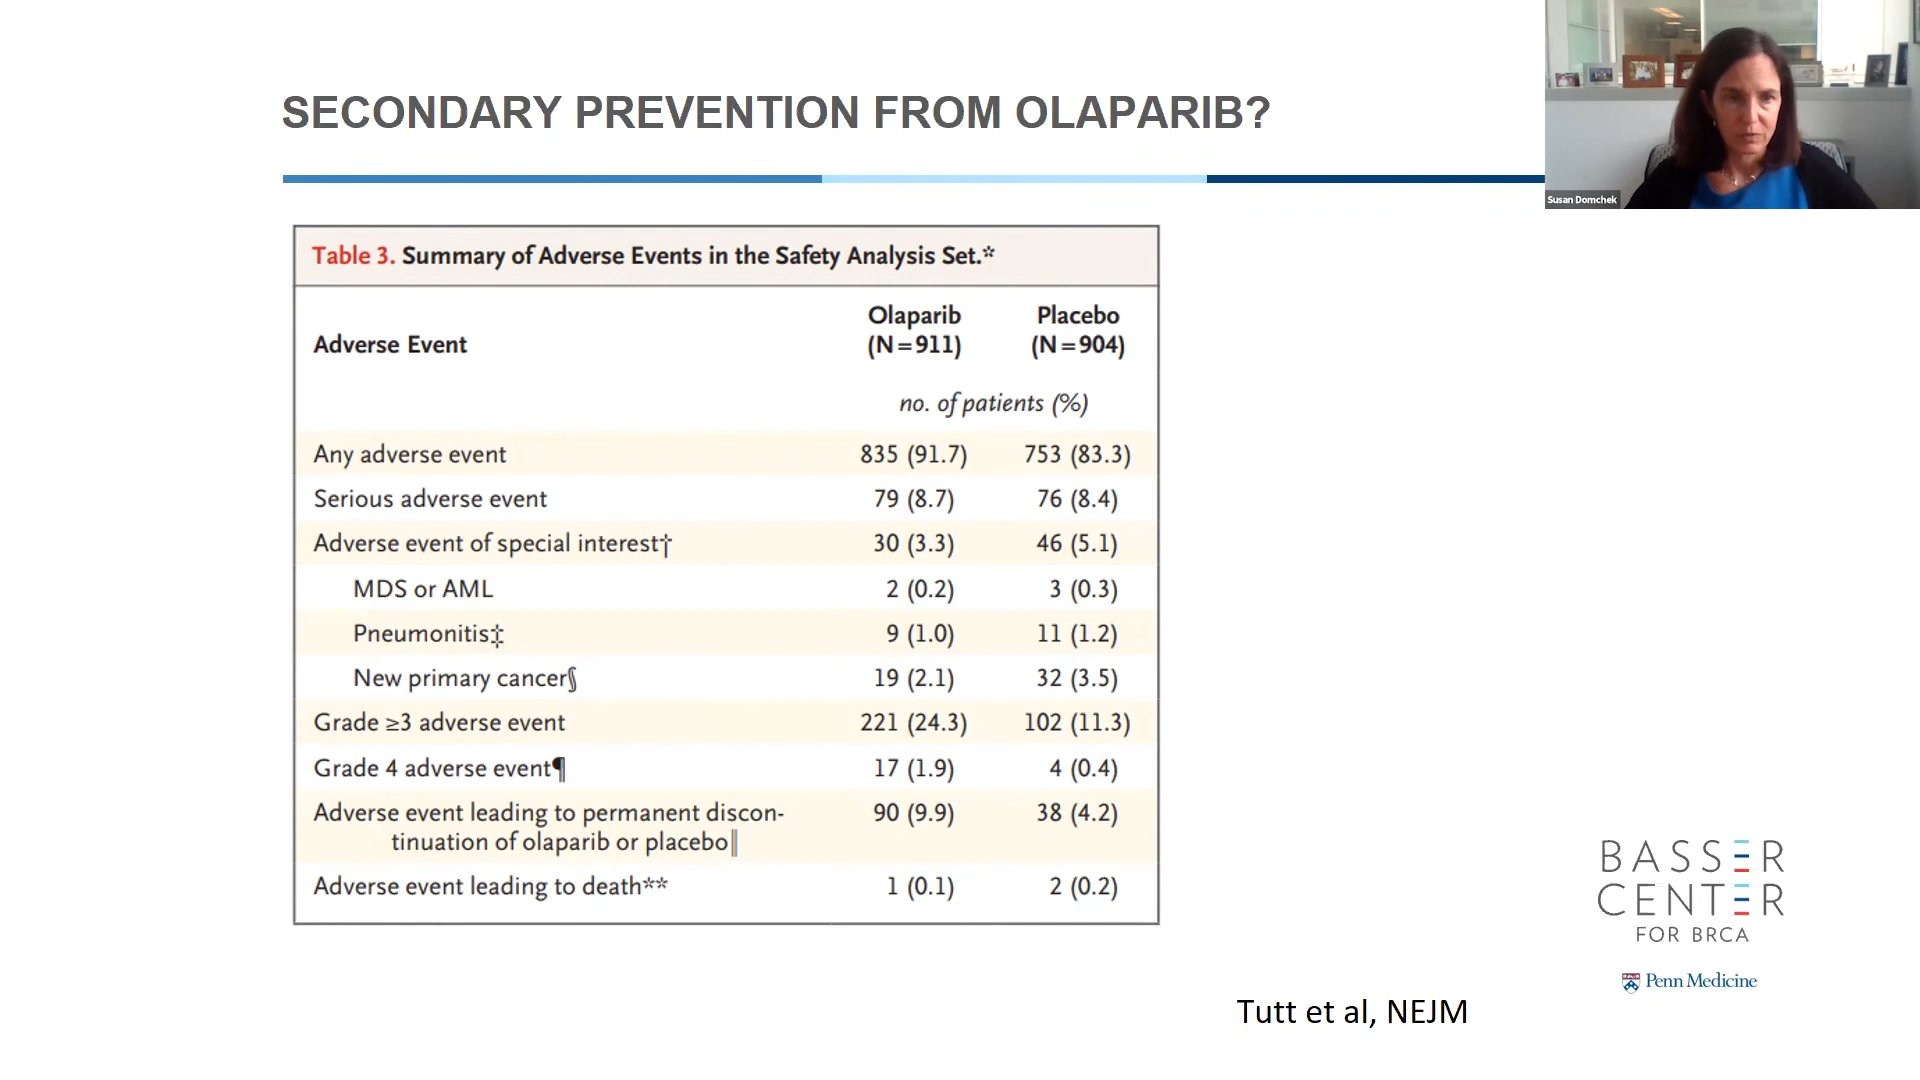 SECONDARY PREVENTION FROM OLAPARIB?
Susan Domchek
Table 3. Summary of Adverse Events in the Safety Analysis Set.*
Adverse Event
Olaparib
(N=911)
Placebo
(N=904)
no. of patients (%)
Any adverse event 835 (91.7) 753 (83.3)
Serious adverse event 79 (8.7) 76 (8.4)
Adverse event of special interest† 30 (3.3) 46 (5.1)
MDS or AML 2 (0.2) 3 (0.3)
Pneumonitis‡ 9 (1.0) 11 (1.2)
New primary cancer§ 19 (2.1) 32 (3.5)
Grade ≥3 adverse event 221 (24.3) 102 (11.3)
Grade 4 adverse event¶ 17 (1.9) 4 (0.4)
Adverse event leading to permanent discon- 90 (9.9) 38 (4.2)
tinuation of olaparib or placebo‖
Adverse event leading to death** 1 (0.1) 2 (0.2)
BASSER
CENTER
FOR BRCA
Penn Medicine
Tutt et al, NEJM